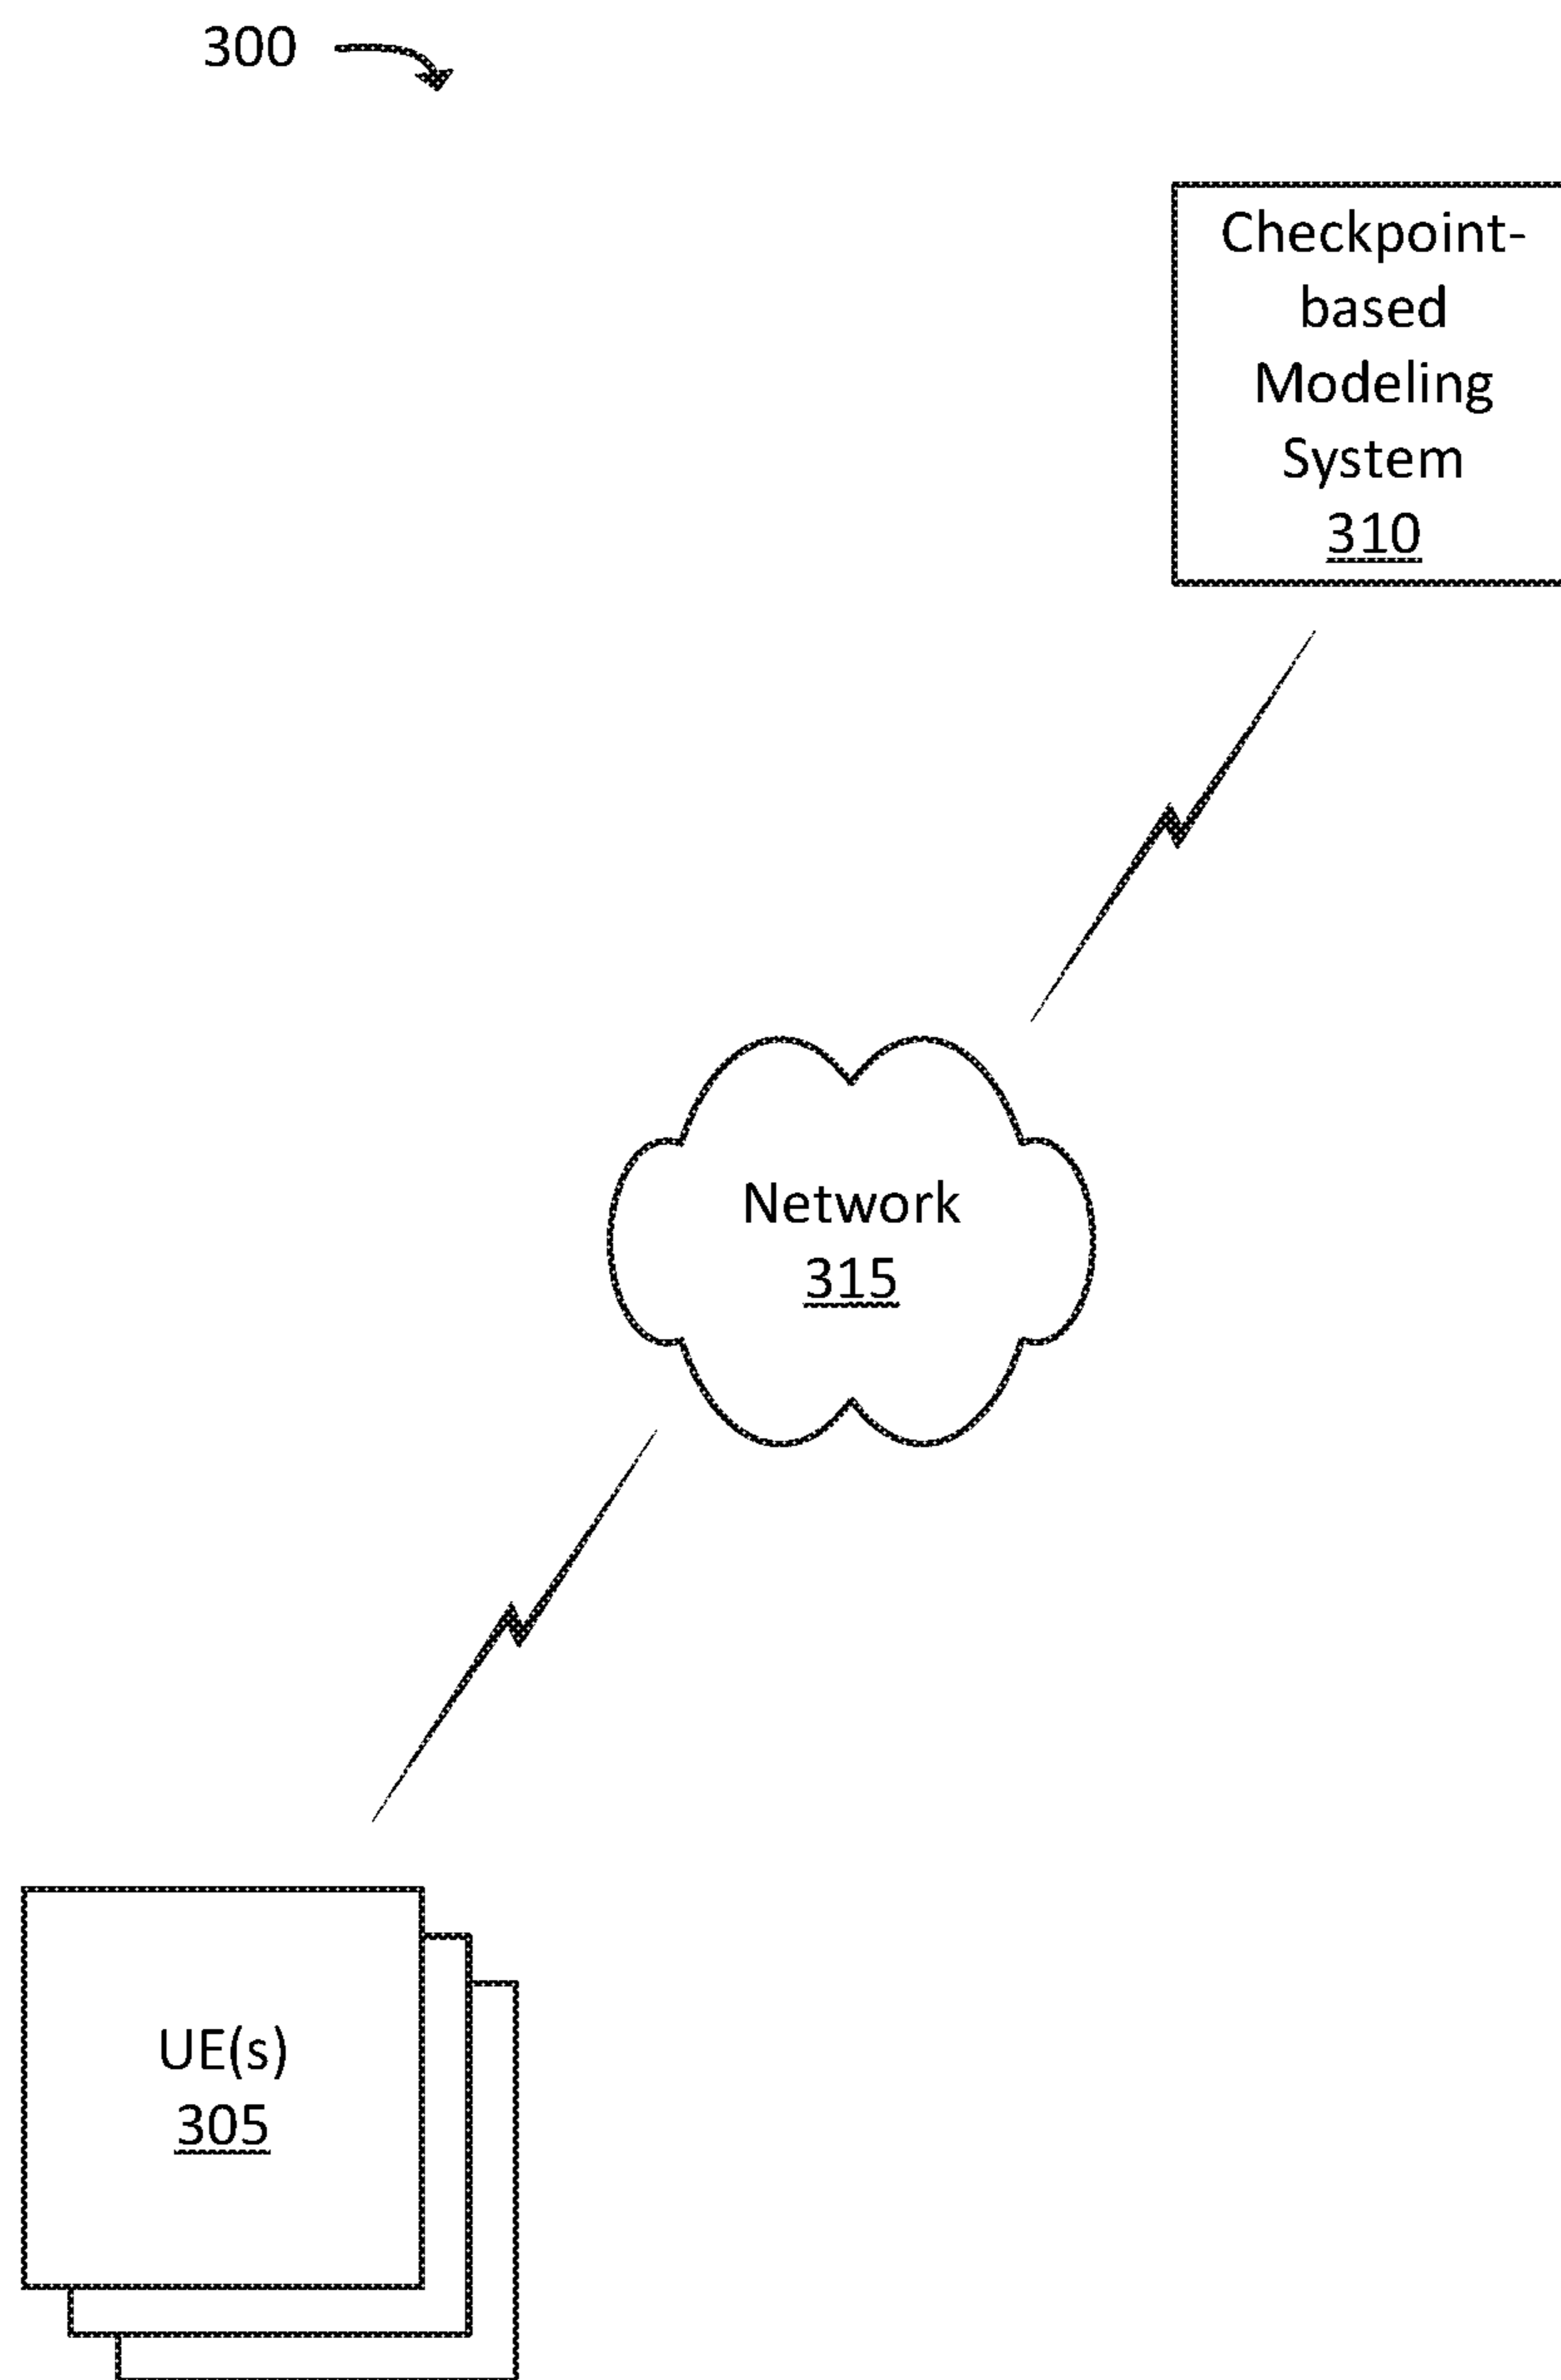 300
Checkpoint-
based
Modeling
System
310
Network
315
UE(s)
305